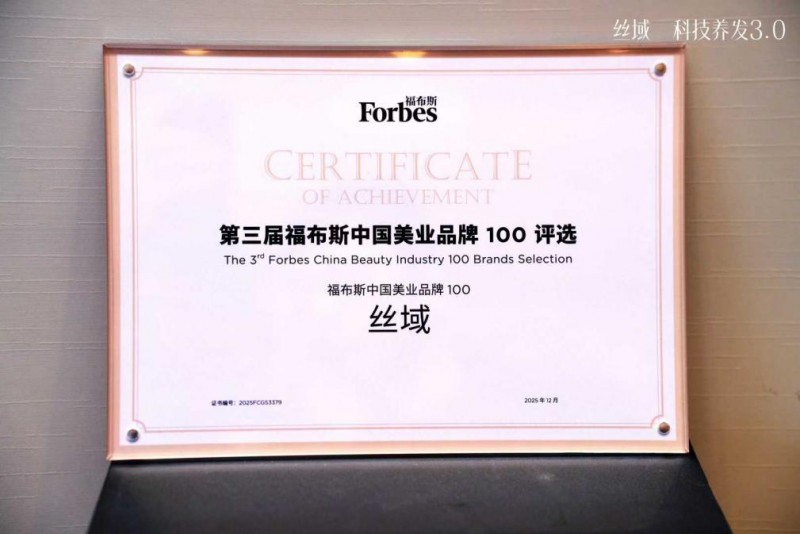 丝域 科技养发3.0
福布斯
Forbes
CERTIFICATE
OF ACHIEVEMENT
第三届福布斯中国美业品牌 100 评选
The 3rd Forbes China Beauty Industry 100 Brands Selection
福布斯中国美业品牌 100
丝域
证书编号：2025FCGS3379
2025 年 12 月